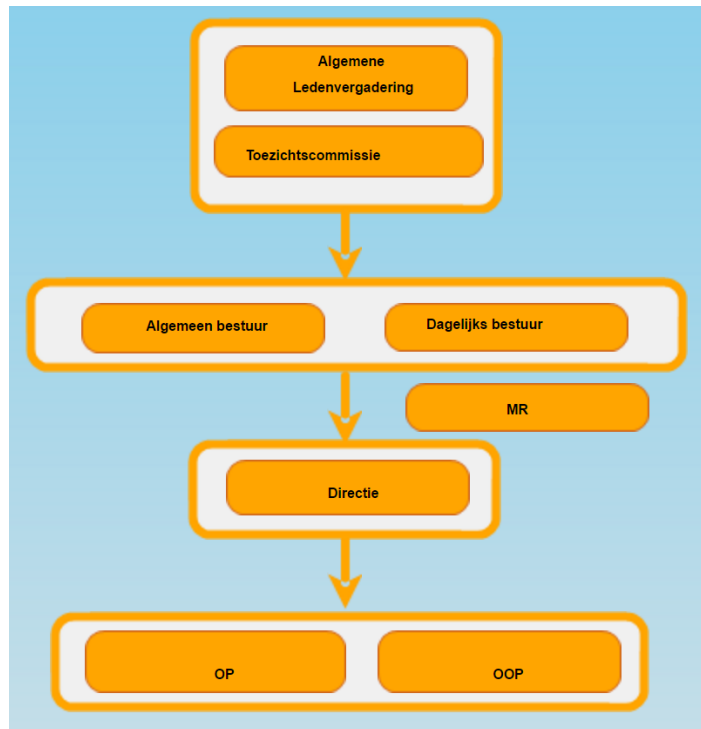 Algemene
Ledenvergadering
Toezichtscommissie
Algemeen bestuur
Dagelijks bestuur
MR
Directie
OP
OOP